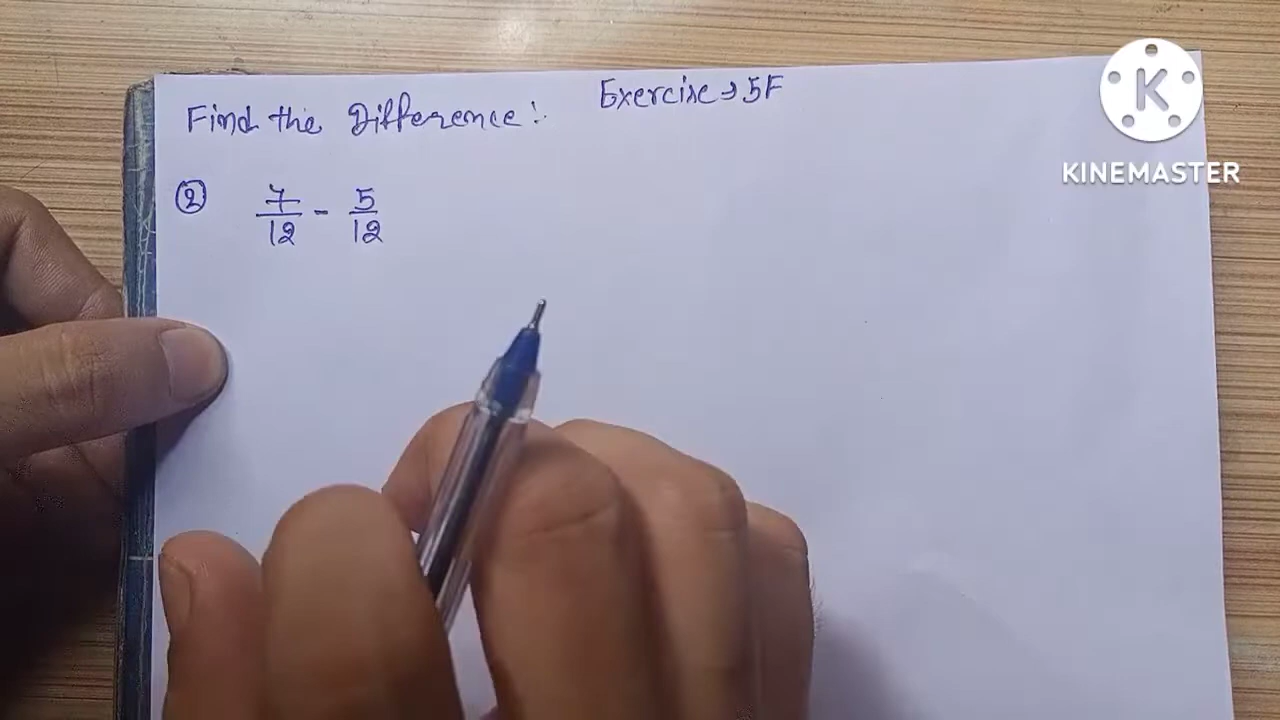 Find the Difference:
Exercise → 5F
② 7/12 - 5/12
K
KINEMASTER